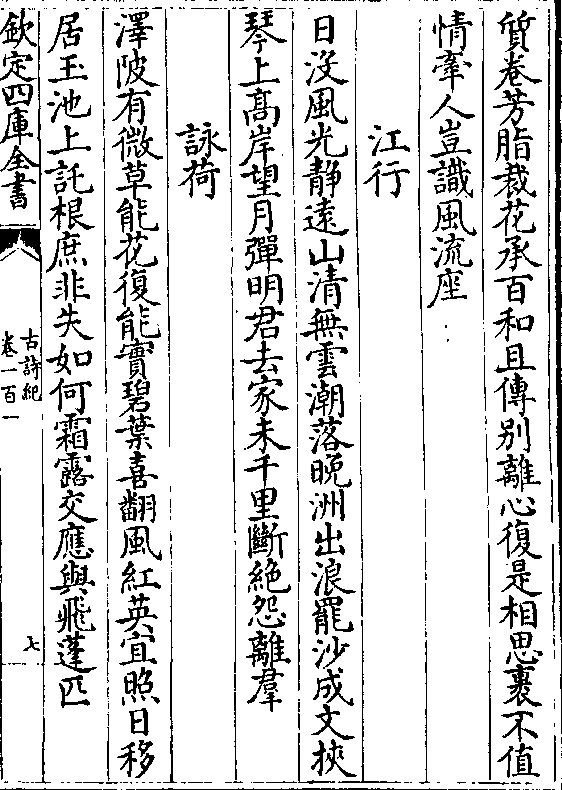 質卷芳脂裁花承百和且傳别離心復是相思裹不值
情牽人豈識風流座
江行
日沒風光靜遠山清無雲潮落晚洲出浪罷沙成文挾
琴上髙岸望月彈明君去家未千里斷絶怨離羣
詠荷
澤陂有微草能花復能實碧葉喜翻風紅英宜照日移
居玉池上託根庶非失如何霜露交應與飛蓬匹
欽定四庫全書
古詩紀
卷一百一
七